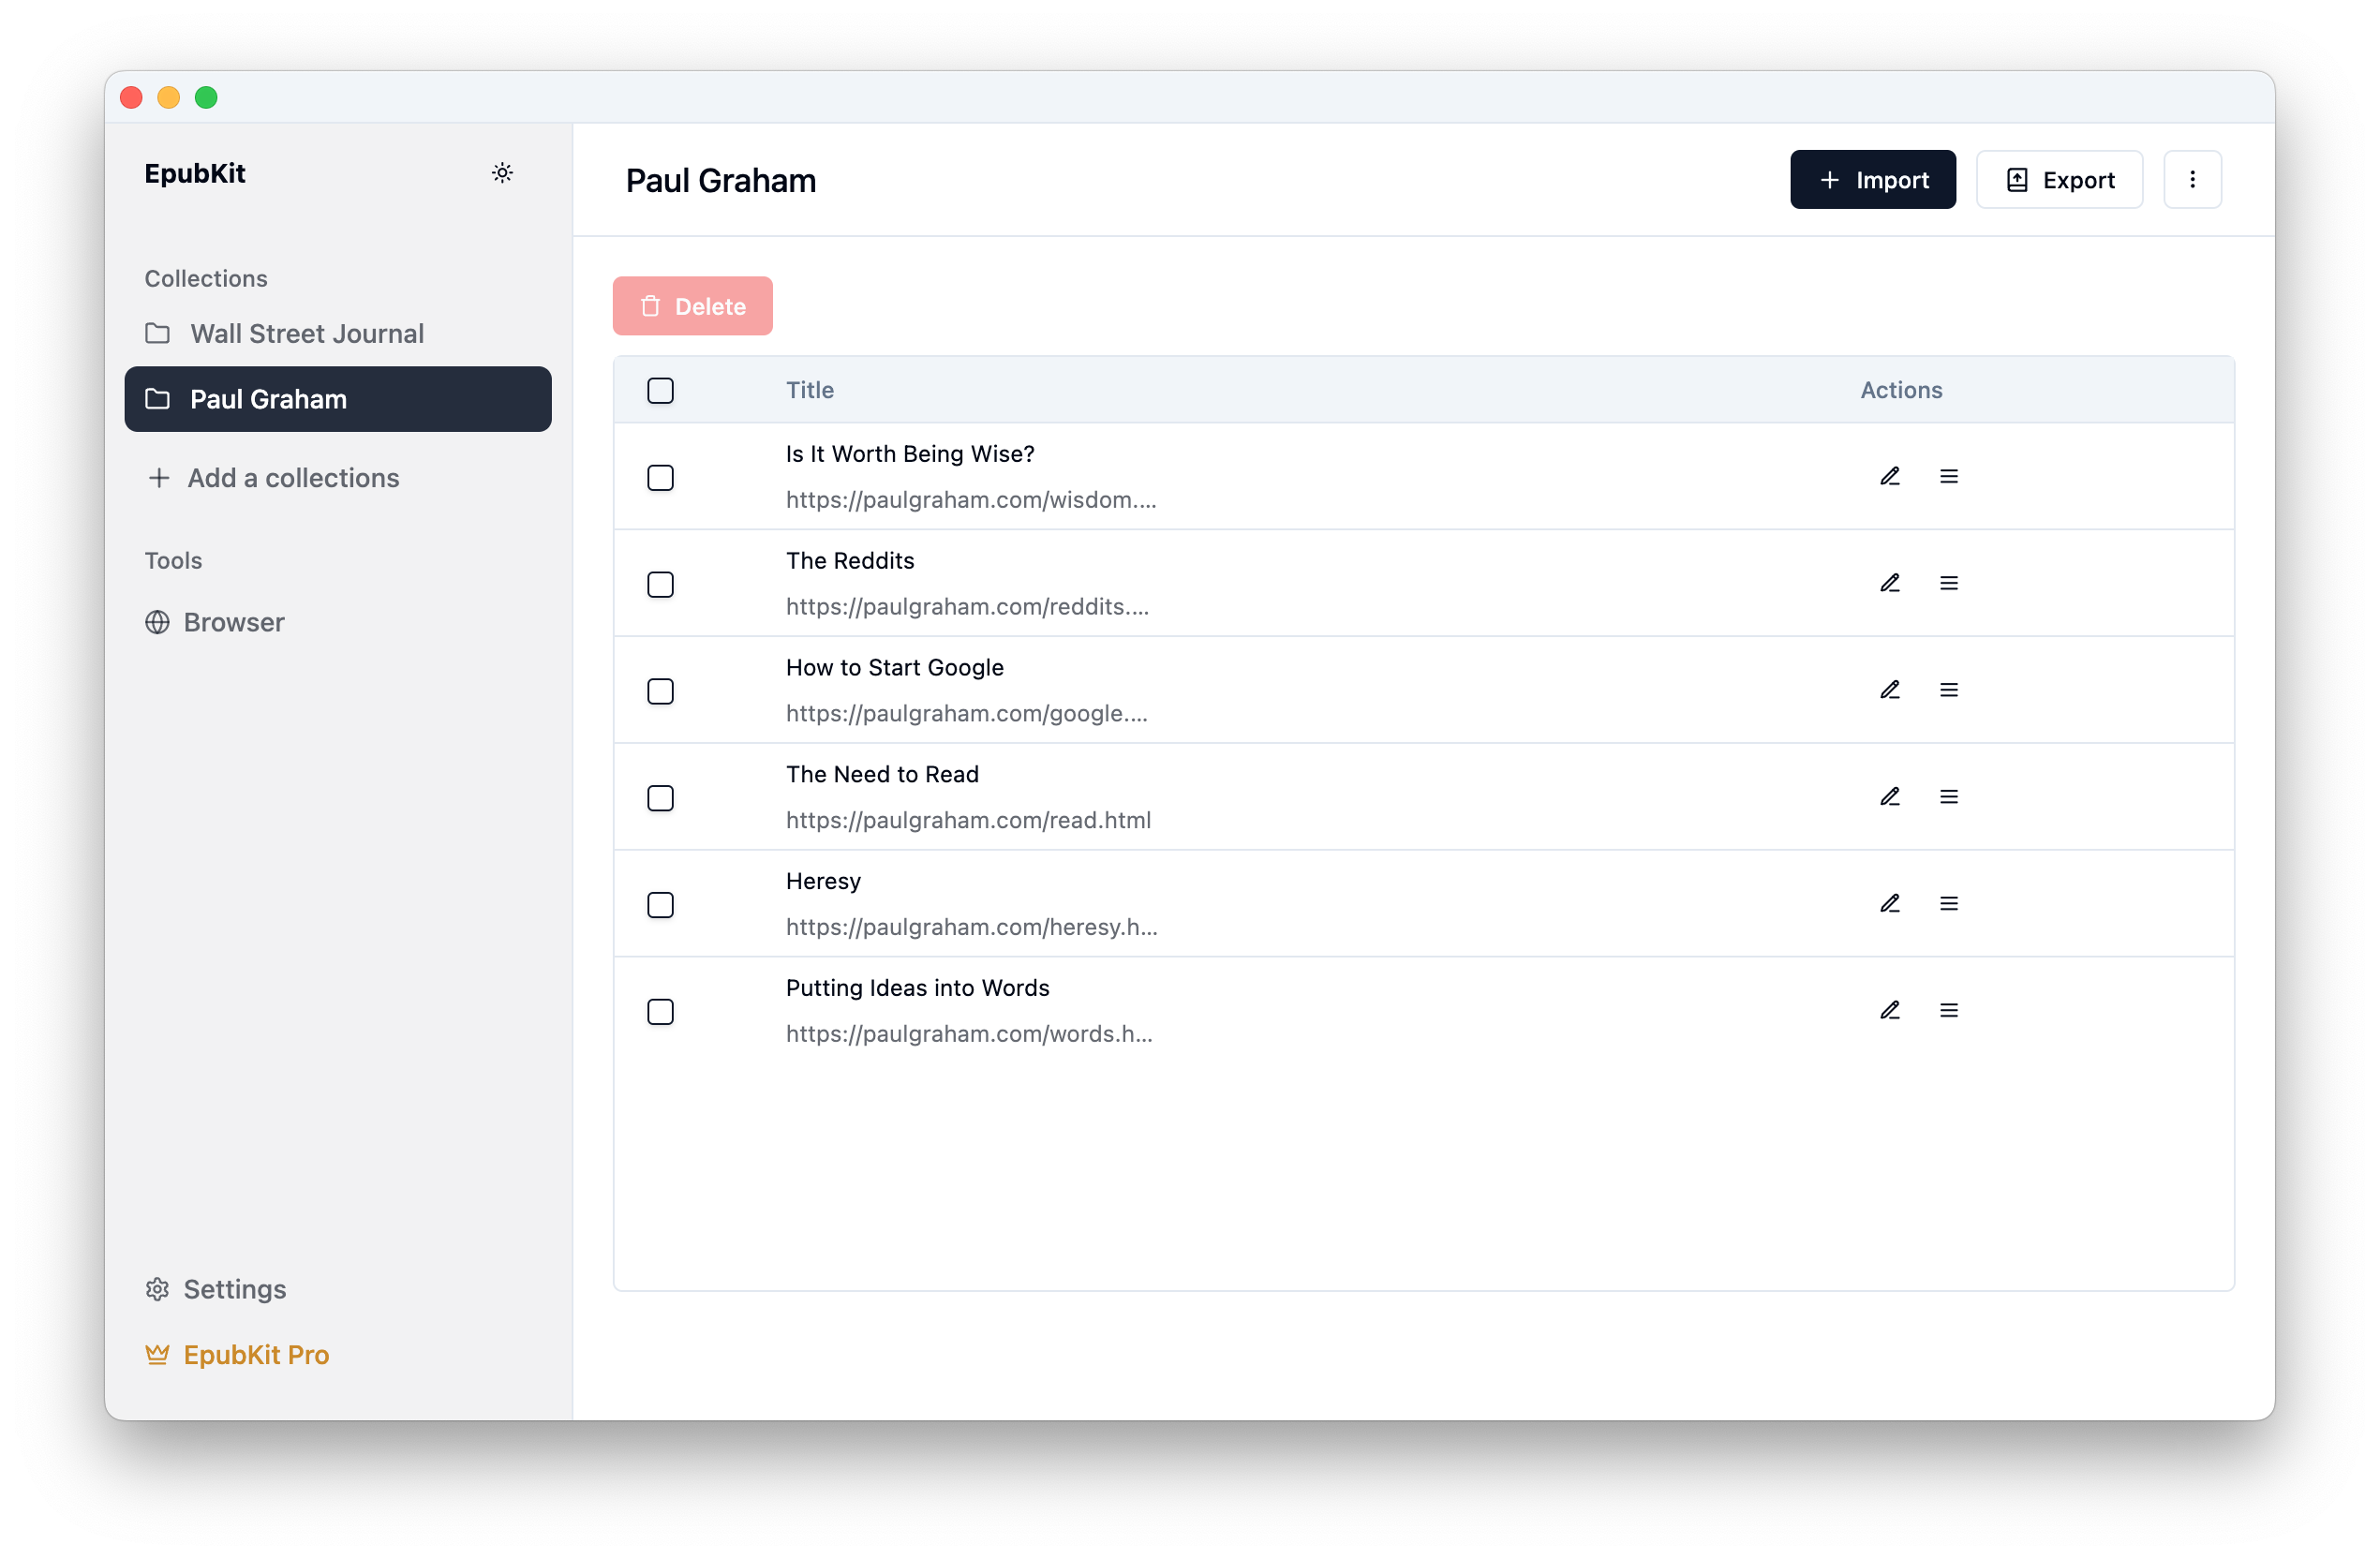 EpubKit
Collections
Wall Street Journal
Paul Graham
Add a collections
Tools
Browser
Settings
EpubKit Pro
Paul Graham
Import
Export
Delete
Title
Actions
Is It Worth Being Wise?
https://paulgraham.com/wisdom....
The Reddits
https://paulgraham.com/reddits....
How to Start Google
https://paulgraham.com/google....
The Need to Read
https://paulgraham.com/read.html
Heresy
https://paulgraham.com/heresy.h...
Putting Ideas into Words
https://paulgraham.com/words.h...